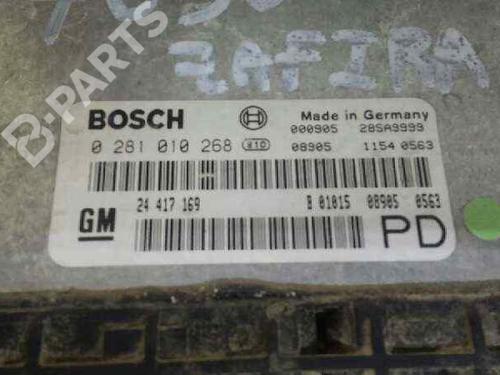 B-PARTS
ZAFIRA
BOSCH
Made in Germany
000905 28SA9999
0 281 010 268 K10
08905 1154 0563
GM
24 417 169
B 01015 08905 0563
PD